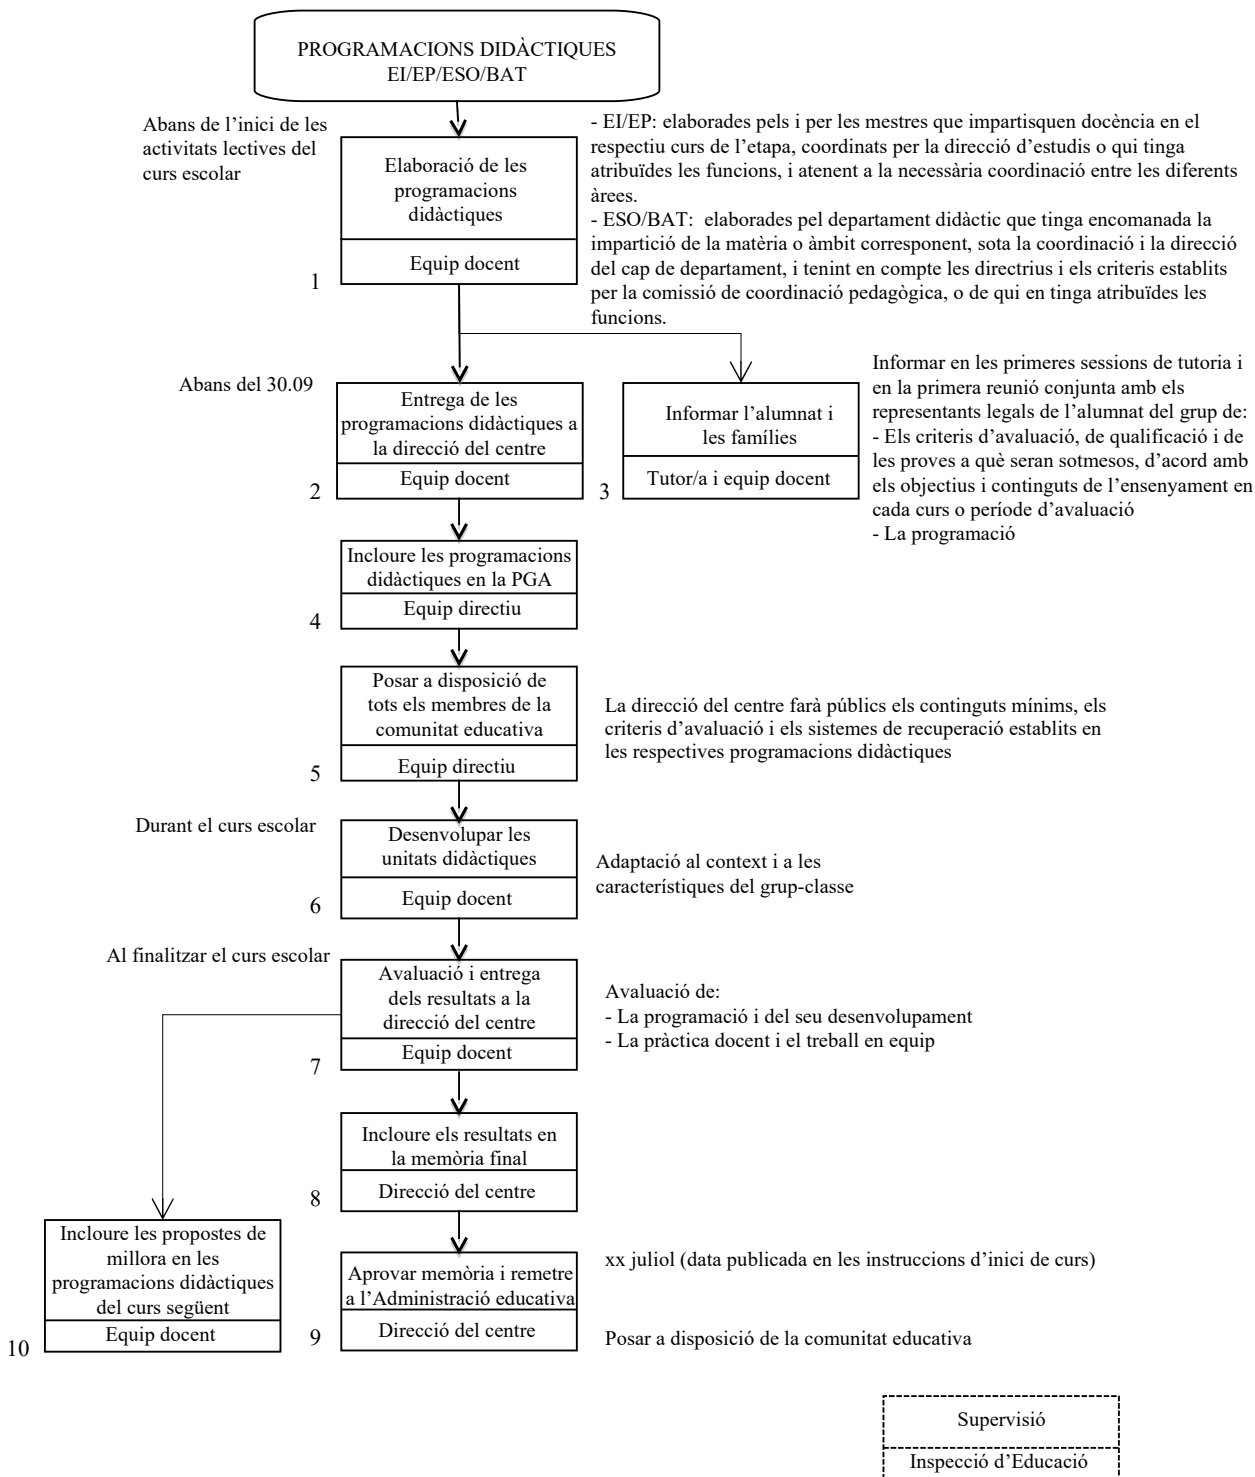 PROGRAMACIONS DIDÀCTIQUES
EI/EP/ESO/BAT
Abans de l’inici de les
activitats lectives del
curs escolar
Elaboració de les
programacions
didàctiques
Equip docent
1
- EI/EP: elaborades pels i per les mestres que impartisquen docència en el
respectiu curs de l’etapa, coordinats per la direcció d’estudis o qui tinga
atribuïdes les funcions, i atenent a la necessària coordinació entre les diferents
àrees.
- ESO/BAT:  elaborades pel departament didàctic que tinga encomanada la
impartició de la matèria o àmbit corresponent, sota la coordinació i la direcció
del cap de departament, i tenint en compte les directrius i els criteris establits
per la comissió de coordinació pedagògica, o de qui en tinga atribuïdes les
funcions.
Abans del 30.09
Entrega de les
programacions didàctiques a
la direcció del centre
Equip docent
2
Informar l’alumnat i
les famílies
Tutor/a i equip docent
3
Informar en les primeres sessions de tutoria i
en la primera reunió conjunta amb els
representants legals de l’alumnat del grup de:
- Els criteris d’avaluació, de qualificació i de
les proves a què seran sotmesos, d’acord amb
els objectius i continguts de l’ensenyament en
cada curs o període d’avaluació
- La programació
Incloure les programacions
didàctiques en la PGA
Equip directiu
4
Posar a disposició de
tots els membres de la
comunitat educativa
Equip directiu
5
La direcció del centre farà públics els continguts mínims, els
criteris d’avaluació i els sistemes de recuperació establits en
les respectives programacions didàctiques
Durant el curs escolar
Desenvolupar les
unitats didàctiques
Equip docent
6
Adaptació al context i a les
característiques del grup-classe
Al finalitzar el curs escolar
Avaluació i entrega
dels resultats a la
direcció del centre
Equip docent
7
Avaluació de:
- La programació i del seu desenvolupament
- La pràctica docent i el treball en equip
Incloure els resultats en
la memòria final
Direcció del centre
8
Incloure les propostes de
millora en les
programacions didàctiques
del curs següent
Equip docent
10
Aprovar memòria i remetre
a l’Administració educativa
Direcció del centre
9
xx juliol (data publicada en les instruccions d’inici de curs)
Posar a disposició de la comunitat educativa
Supervisió
Inspecció d’Educació